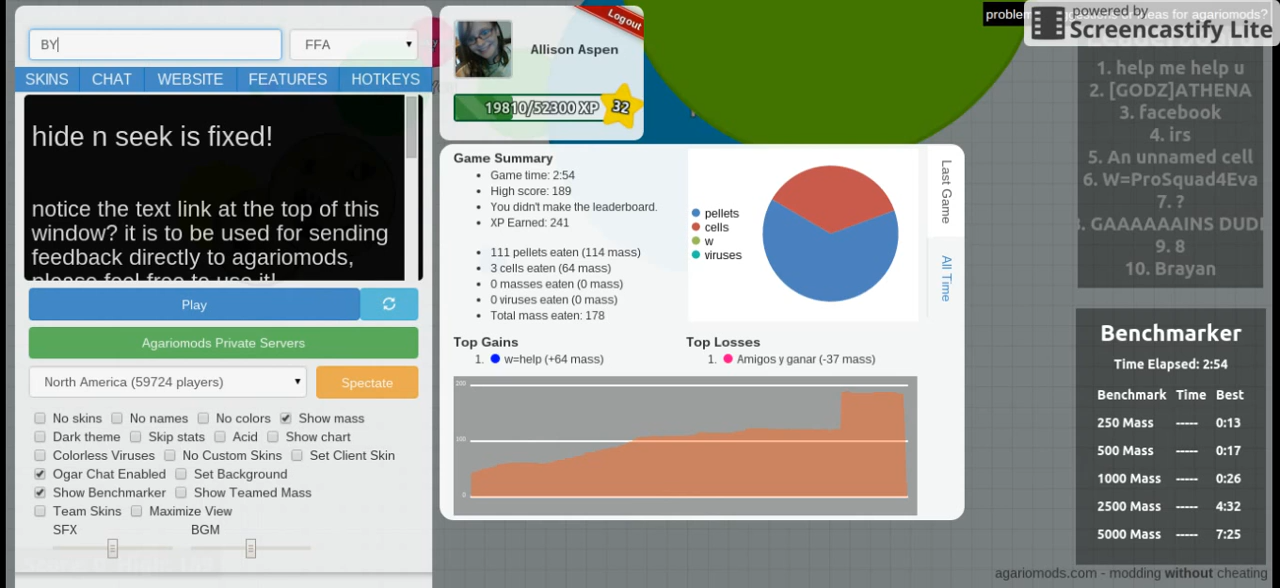 BY
FFA
SKINS CHAT WEBSITE FEATURES HOTKEYS
hide n seek is fixed!
notice the text link at the top of this
window? it is to be used for sending
feedback directly to agariomods,
please feel free to use it!
Play
Agariomods Private Servers
North America (59724 players)
Spectate
No skins No names No colors Show mass
Dark theme Skip stats Acid Show chart
Colorless Viruses No Custom Skins Set Client Skin
Ogar Chat Enabled Set Background
Show Benchmarker Show Teamed Mass
Team Skins Maximize View
SFX BGM
Logout
Allison Aspen
19810/52300 XP 32
Game Summary
Game time: 2:54
High score: 189
You didn't make the leaderboard.
XP Earned: 241
111 pellets eaten (114 mass)
3 cells eaten (64 mass)
0 masses eaten (0 mass)
0 viruses eaten (0 mass)
Total mass eaten: 178
pellets
cells
w
viruses
Last Game
All Time
Top Gains
1. w=help (+64 mass)
Top Losses
1. Amigos y ganar (-37 mass)
200
100
0
for agariomods?
powered by
Screencastify Lite
1. help me help u
2. [GODZ]ATHENA
3. facebook
4. irs
5. An unnamed cell
6. W=ProSquad4Eva
7. ?
8. GAAAAAINS DUD
9. 8
10. Brayan
Benchmarker
Time Elapsed: 2:54
Benchmark Time Best
250 Mass ----- 0:13
500 Mass ----- 0:17
1000 Mass ----- 0:26
2500 Mass ----- 4:32
5000 Mass ----- 7:25
agariomods.com - modding without cheating